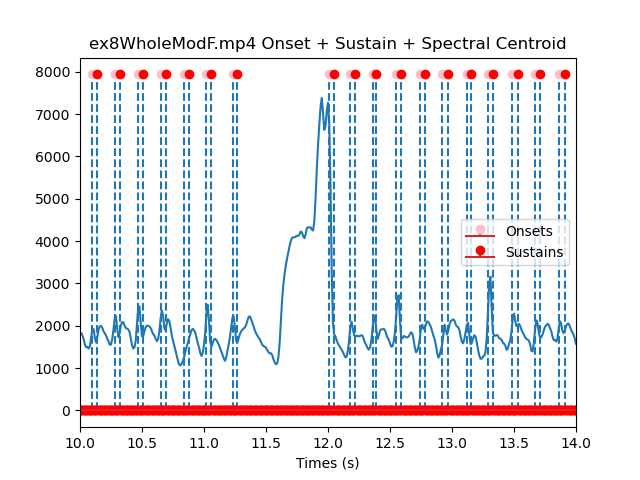 ex8WholeModF.mp4 Onset + Sustain + Spectral Centroid
8000
7000
6000
5000
4000
3000
2000
1000
0
Onsets
Sustains
10.0 10.5 11.0 11.5 12.0 12.5 13.0 13.5 14.0
Times (s)